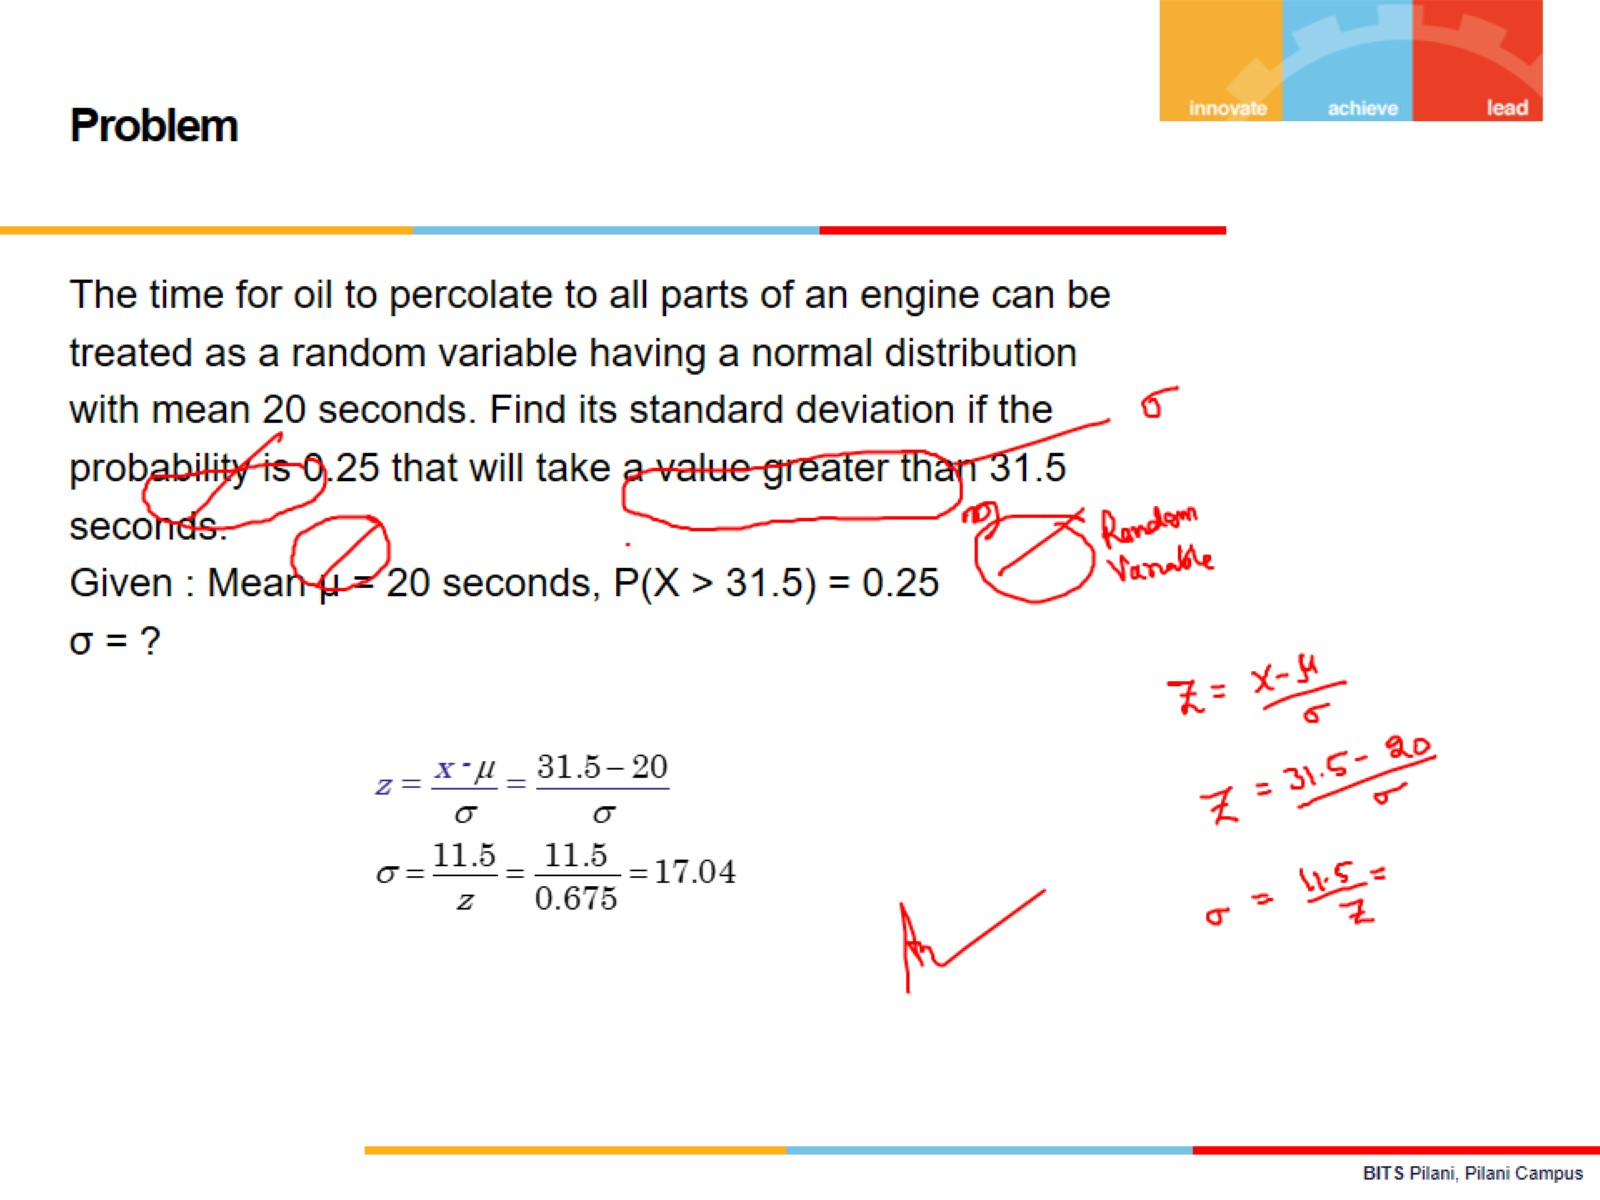 innovate achieve lead
Problem
The time for oil to percolate to all parts of an engine can be
treated as a random variable having a normal distribution
with mean 20 seconds. Find its standard deviation if the
σ
probability is 0.25 that will take a value greater than 31.5
seconds.
Random
Variable
Given : Mean μ = 20 seconds, P(X > 31.5) = 0.25
σ = ?
Z = X-μ / σ
z = x - μ / σ = 31.5 – 20 / σ
Z = 31.5 - 20 / σ
σ = 11.5 / z = 11.5 / 0.675 = 17.04
σ = 11.5 / Z =
BITS Pilani, Pilani Campus